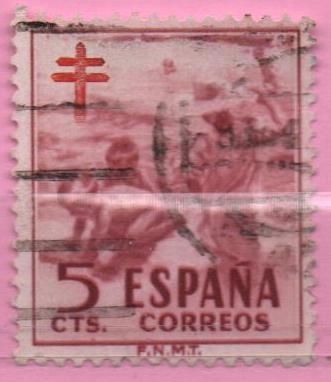 5 ESPAÑA
CTS. CORREOS
F.N.M.T.